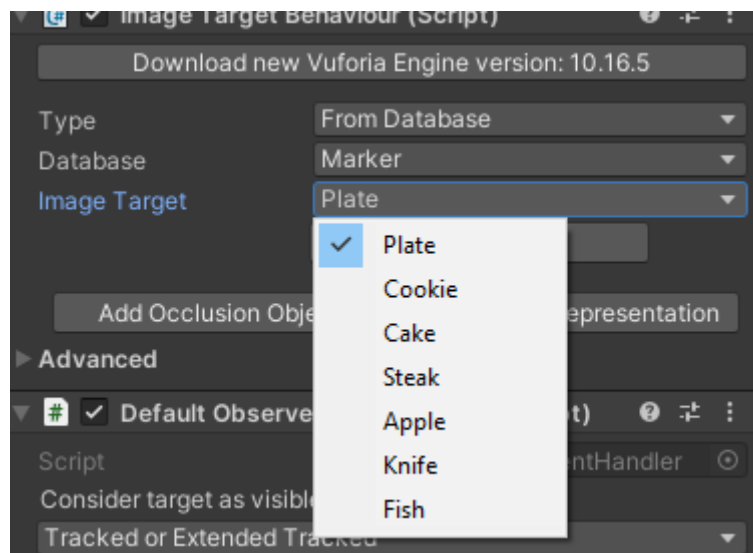 Image Target Behaviour (Script)
Download new Vuforia Engine version: 10.16.5
Type From Database
Database Marker
Image Target Plate
Plate
Cookie
Cake
Steak
Apple
Knife
Fish
Add Occlusion Obje epresentation
Advanced
# Default Observe t)
Script entHandler
Consider target as visible
Tracked or Extended Tracked